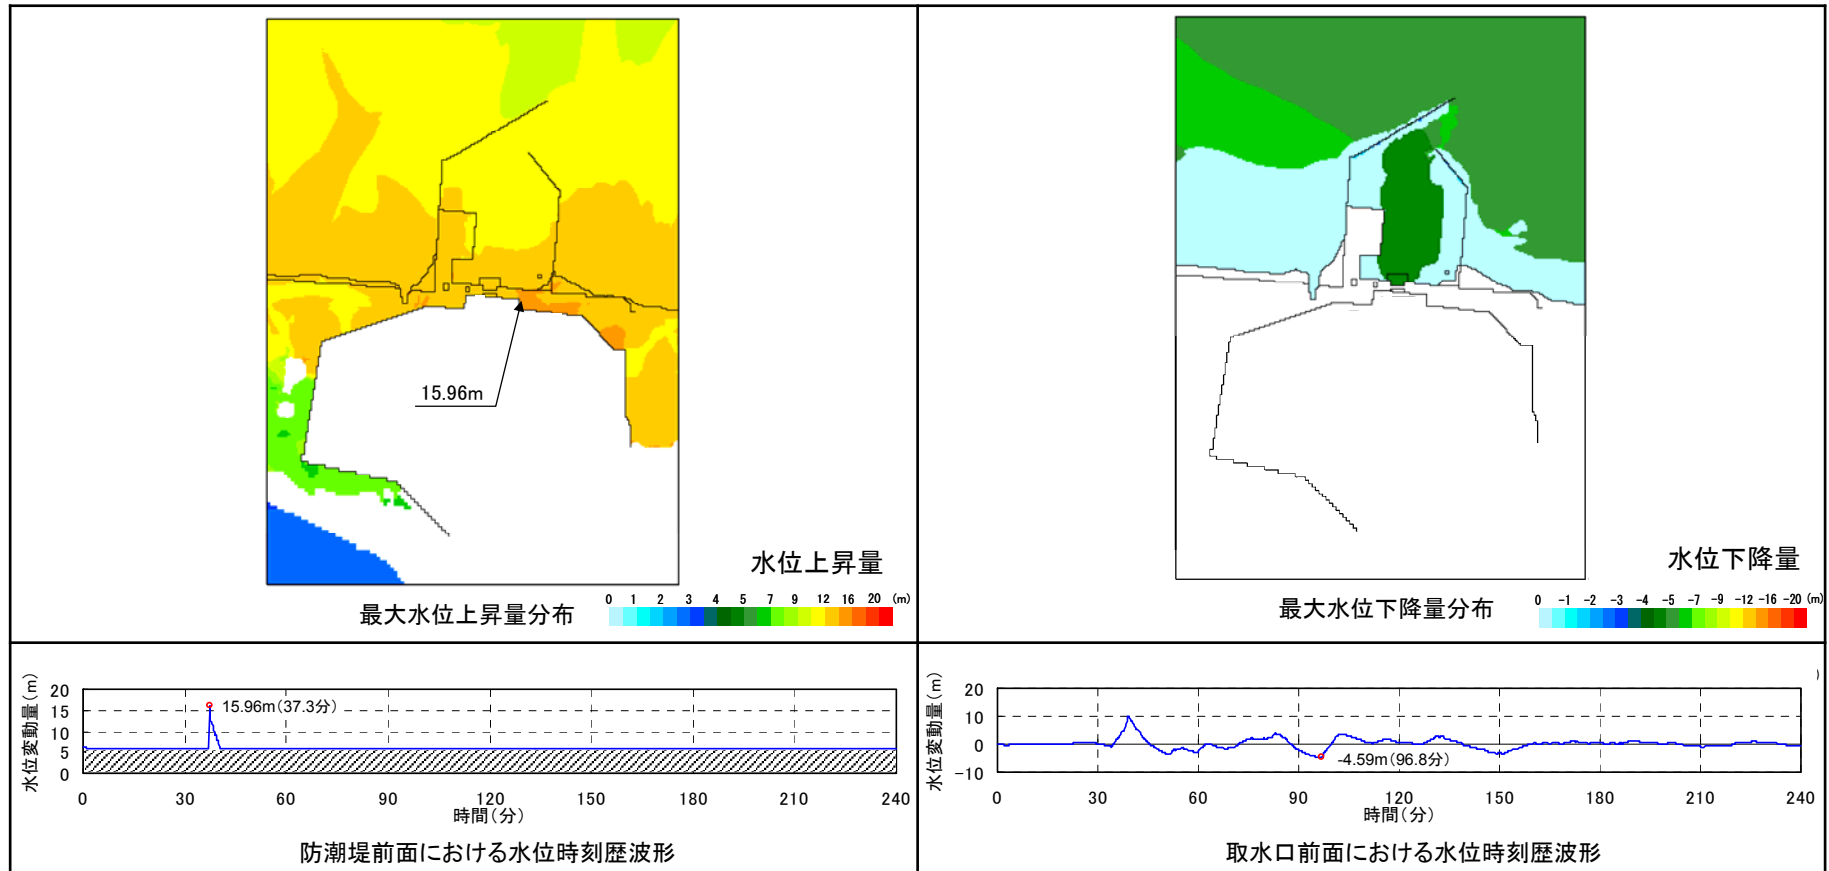 15.96m
水位上昇量
最大水位上昇量分布
0 1 2 3 4 5 7 9 12 16 20 (m)
水位下降量
最大水位下降量分布
0 -1 -2 -3 -4 -5 -7 -9 -12 -16 -20 (m)
水位変動量(m)
20
15
10
5
0
15.96m(37.3分)
0 30 60 90 120 150 180 210 240
時間(分)
防潮堤前面における水位時刻歴波形
)
水位変動量(m)
20
10
0
-10
-4.59m(96.8分)
0 30 60 90 120 150 180 210 240
時間(分)
取水口前面における水位時刻歴波形